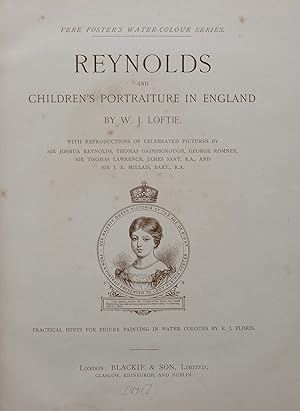 VERE FOSTER'S WATER-COLOUR SERIES.
REYNOLDS
AND
CHILDREN'S PORTRAITURE IN ENGLAND
BY W. J. LOFTIE.
WITH REPRODUCTIONS OF CELEBRATED PICTURES BY
SIR JOSHUA REYNOLDS, THOMAS GAINSBOROUGH, GEORGE ROMNEY,
SIR THOMAS LAWRENCE, JAMES SANT, R.A., AND
SIR J. E. MILLAIS, BART., R.A.
PRACTICAL HINTS FOR FIGURE PAINTING IN WATER COLOURS BY E. J. FLORIS.
LONDON: BLACKIE & SON, LIMITED;
GLASGOW, EDINBURGH, AND DUBLIN.